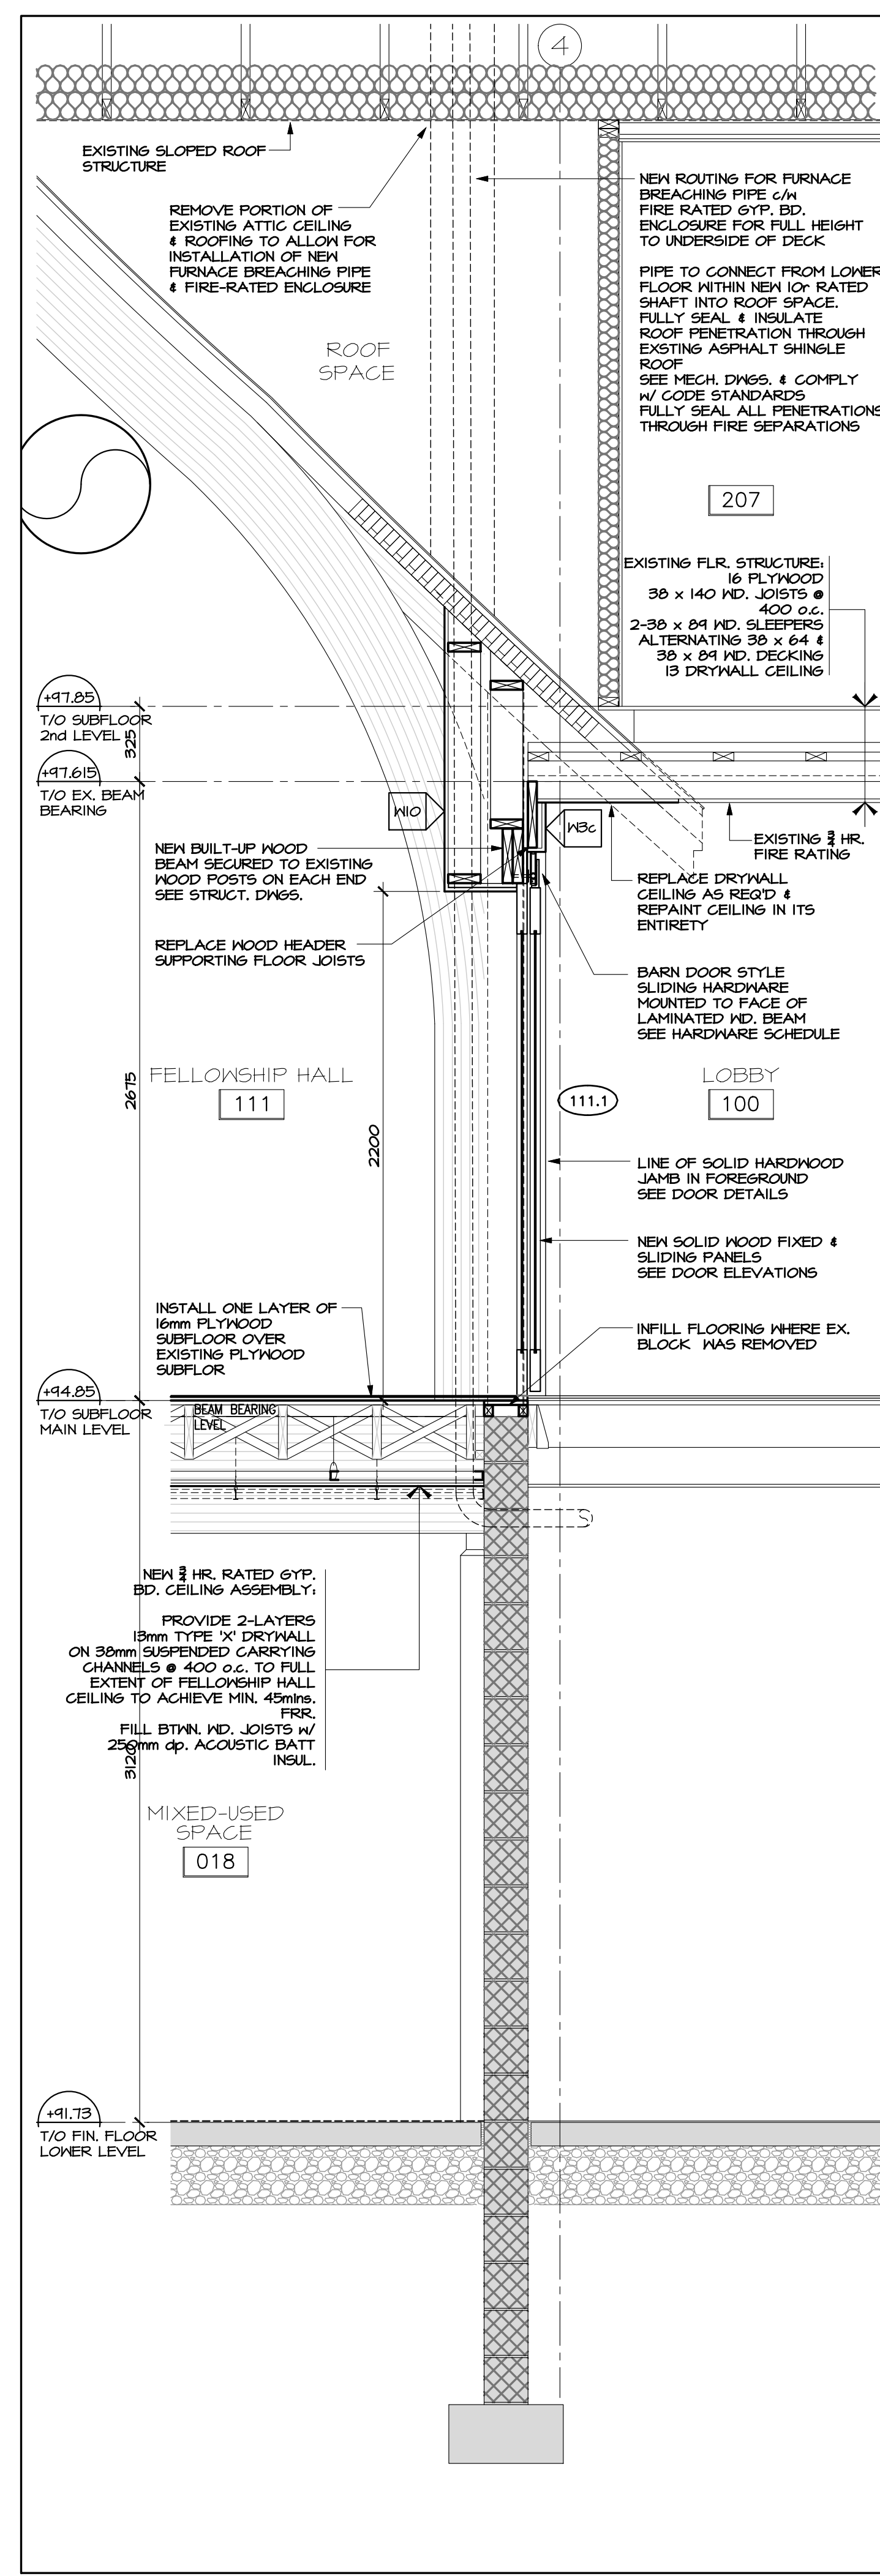 4
EXISTING SLOPED ROOF
STRUCTURE
REMOVE PORTION OF
EXISTING ATTIC CEILING
& ROOFING TO ALLOW FOR
INSTALLATION OF NEW
FURNACE BREACHING PIPE
& FIRE-RATED ENCLOSURE
NEW ROUTING FOR FURNACE
BREACHING PIPE c/w
FIRE RATED GYP. BD.
ENCLOSURE FOR FULL HEIGHT
TO UNDERSIDE OF DECK
PIPE TO CONNECT FROM LOWER
FLOOR WITHIN NEW 10r RATED
SHAFT INTO ROOF SPACE.
FULLY SEAL & INSULATE
ROOF PENETRATION THROUGH
EXSTING ASPHALT SHINGLE
ROOF
SEE MECH. DWGS. & COMPLY
w/ CODE STANDARDS
FULLY SEAL ALL PENETRATIONS
THROUGH FIRE SEPARATIONS
ROOF
SPACE
207
EXISTING FLR. STRUCTURE:
16 PLYWOOD
38 x 140 WD. JOISTS @
400 o.c.
2-38 x 89 WD. SLEEPERS
ALTERNATING 38 x 64 &
38 x 89 WD. DECKING
13 DRYWALL CEILING
+97.85
T/O SUBFLOOR
2nd LEVEL
325
+97.615
T/O EX. BEAM
BEARING
W10
W3c
NEW BUILT-UP WOOD
BEAM SECURED TO EXISTING
WOOD POSTS ON EACH END
SEE STRUCT. DWGS.
EXISTING ¾ HR.
FIRE RATING
REPLACE DRYWALL
CEILING AS REQ'D &
REPAINT CEILING IN ITS
ENTIRETY
REPLACE WOOD HEADER
SUPPORTING FLOOR JOISTS
BARN DOOR STYLE
SLIDING HARDWARE
MOUNTED TO FACE OF
LAMINATED WD. BEAM
SEE HARDWARE SCHEDULE
2675
FELLOWSHIP HALL
111
2200
111.1
LOBBY
100
LINE OF SOLID HARDWOOD
JAMB IN FOREGROUND
SEE DOOR DETAILS
NEW SOLID WOOD FIXED &
SLIDING PANELS
SEE DOOR ELEVATIONS
INSTALL ONE LAYER OF
16mm PLYWOOD
SUBFLOOR OVER
EXISTING PLYWOOD
SUBFLOR
INFILL FLOORING WHERE EX.
BLOCK WAS REMOVED
+94.85
T/O SUBFLOOR
MAIN LEVEL
BEAM BEARING
LEVEL
S
NEW ¾ HR. RATED GYP.
BD. CEILING ASSEMBLY:
PROVIDE 2-LAYERS
13mm TYPE 'X' DRYWALL
ON 38mm SUSPENDED CARRYING
CHANNELS @ 400 o.c. TO FULL
EXTENT OF FELLOWSHIP HALL
CEILING TO ACHIEVE MIN. 45mins.
FRR.
FILL BTWN. WD. JOISTS w/
250mm dp. ACOUSTIC BATT
INSUL.
3120
MIXED-USED
SPACE
018
+91.73
T/O FIN. FLOOR
LOWER LEVEL